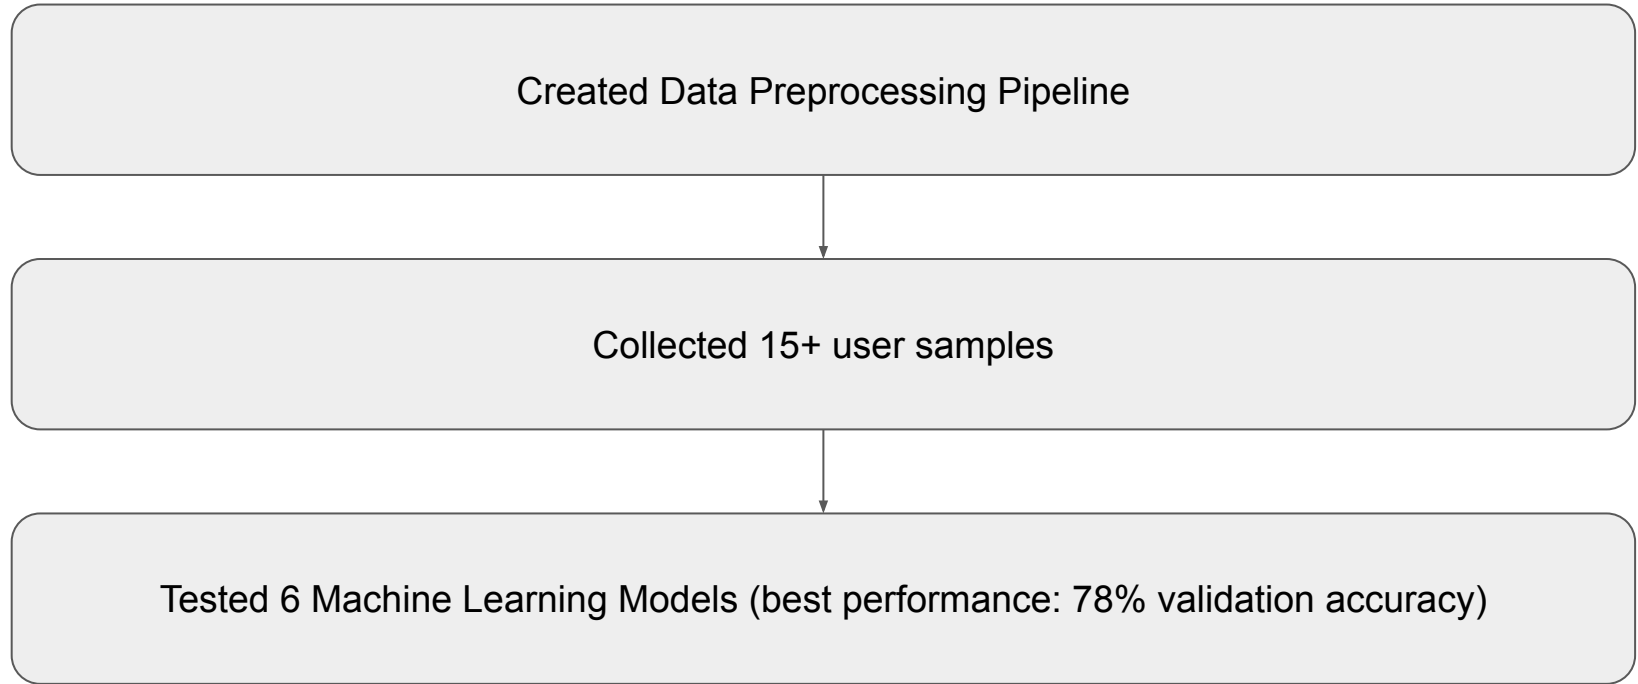 Created Data Preprocessing Pipeline
Collected 15+ user samples
Tested 6 Machine Learning Models (best performance: 78% validation accuracy)